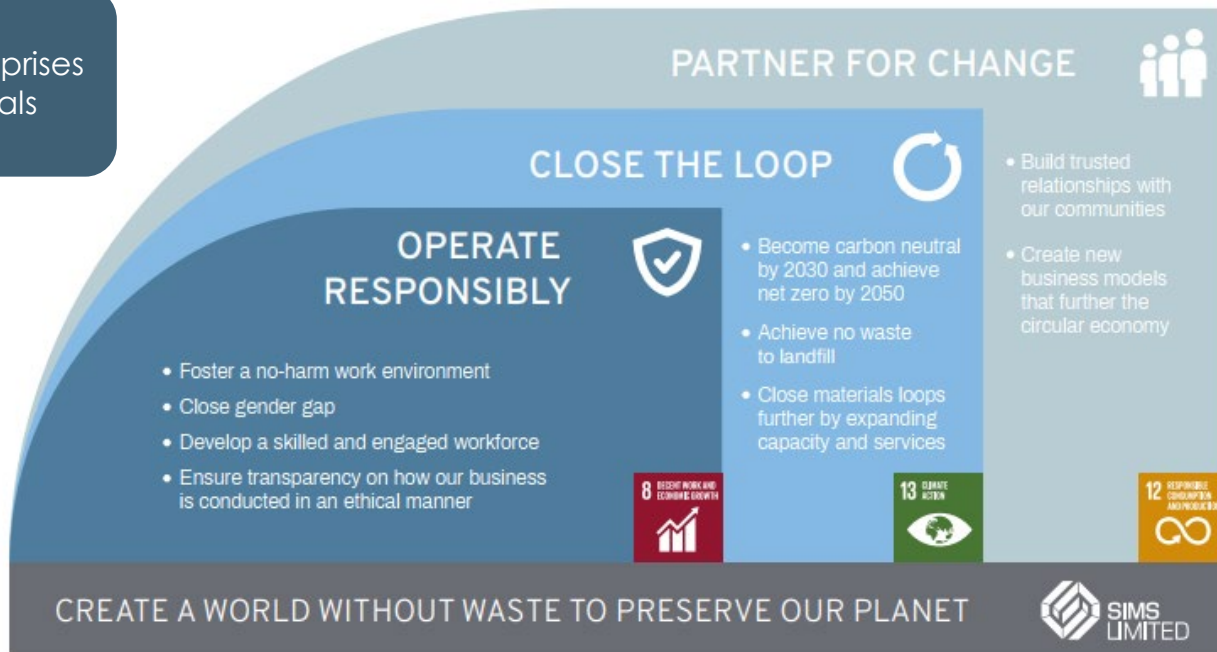 prises
als
PARTNER FOR CHANGE
CLOSE THE LOOP
OPERATE
RESPONSIBLY
• Foster a no-harm work environment
• Close gender gap
• Develop a skilled and engaged workforce
• Ensure transparency on how our business
is conducted in an ethical manner
8 DECENT WORK AND
ECONOMIC GROWTH
• Become carbon neutral
by 2030 and achieve
net zero by 2050
• Achieve no waste
to landfill
• Close materials loops
further by expanding
capacity and services
13 CLIMATE
ACTION
• Build trusted
relationships with
our communities
• Create new
business models
that further the
circular economy
12 RESPONSIBLE
CONSUMPTION
AND PRODUCTION
CREATE A WORLD WITHOUT WASTE TO PRESERVE OUR PLANET
SIMS
LIMITED